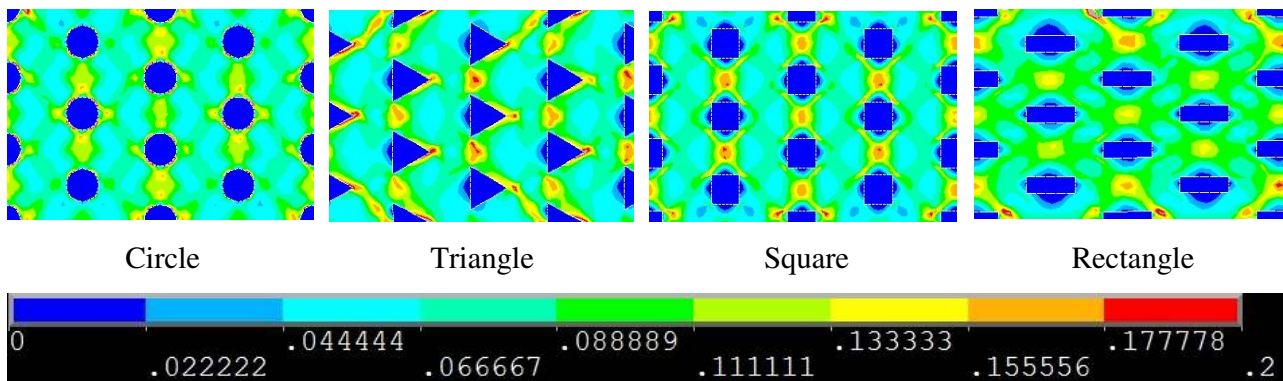 Circle Triangle Square Rectangle
0 .044444 .088889 .133333 .177778
.022222 .066667 .111111 .155556 .2